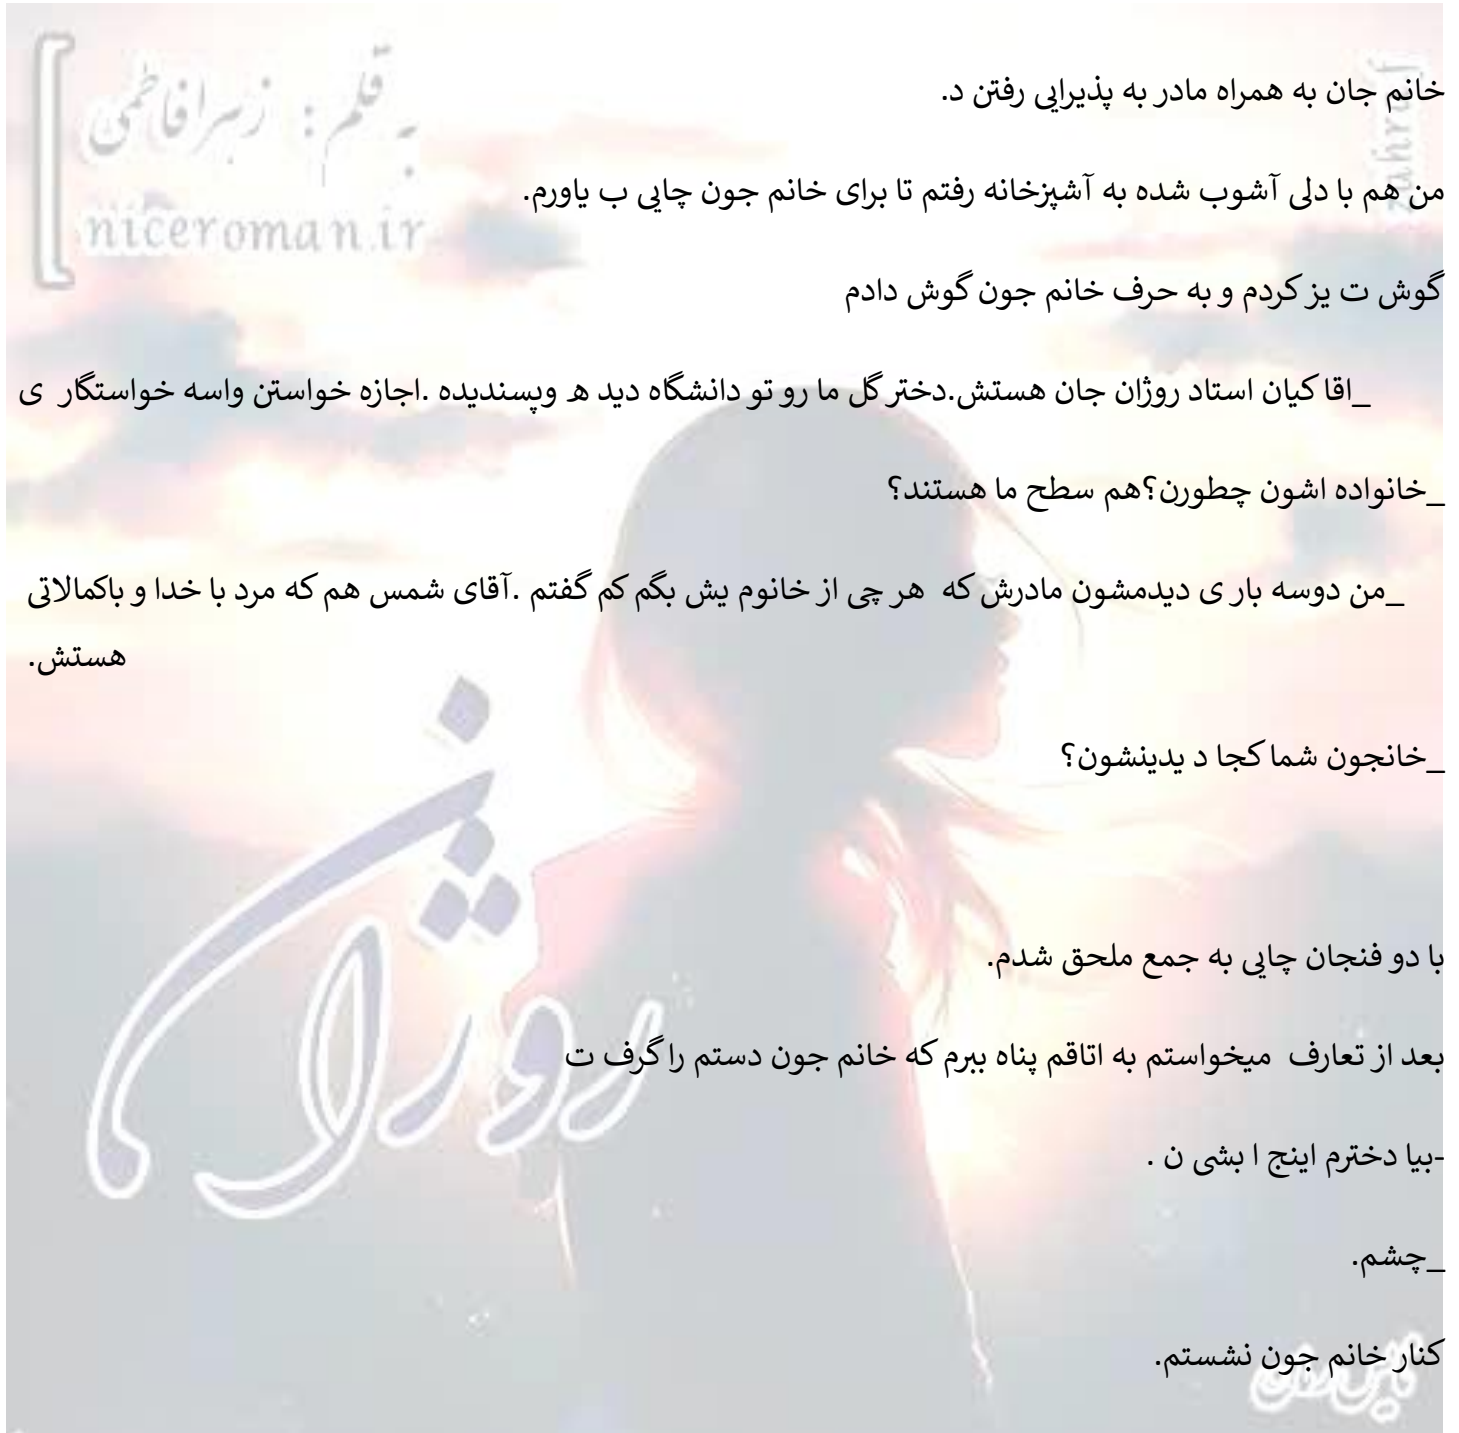 به قلم : زهرا فاطمی
niceroman.ir
zahra.f
خانم جان به همراه مادر به پذیرایی رفتن د.
من هم با دلی آشوب شده به آشپزخانه رفتم تا برای خانم جون چایی ب یاورم.
گوش ت یز کردم و به حرف خانم جون گوش دادم
_اقا کیان استاد روژان جان هستش.دختر گل ما رو تو دانشگاه دید ه وپسندیده .اجازه خواستن واسه خواستگار ی
_خانواده اشون چطورن؟هم سطح ما هستند؟
_من دوسه بار ی دیدمشون مادرش که هر چی از خانوم یش بگم کم گفتم .آقای شمس هم که مرد با خدا و باکمالاتی
هستش.
_خانجون شما کجا د یدینشون؟
روژان
با دو فنجان چایی به جمع ملحق شدم.
بعد از تعارف میخواستم به اتاقم پناه ببرم که خانم جون دستم را گرف ت
-بیا دخترم اینج ا بشی ن .
_چشم.
کنار خانم جون نشستم.